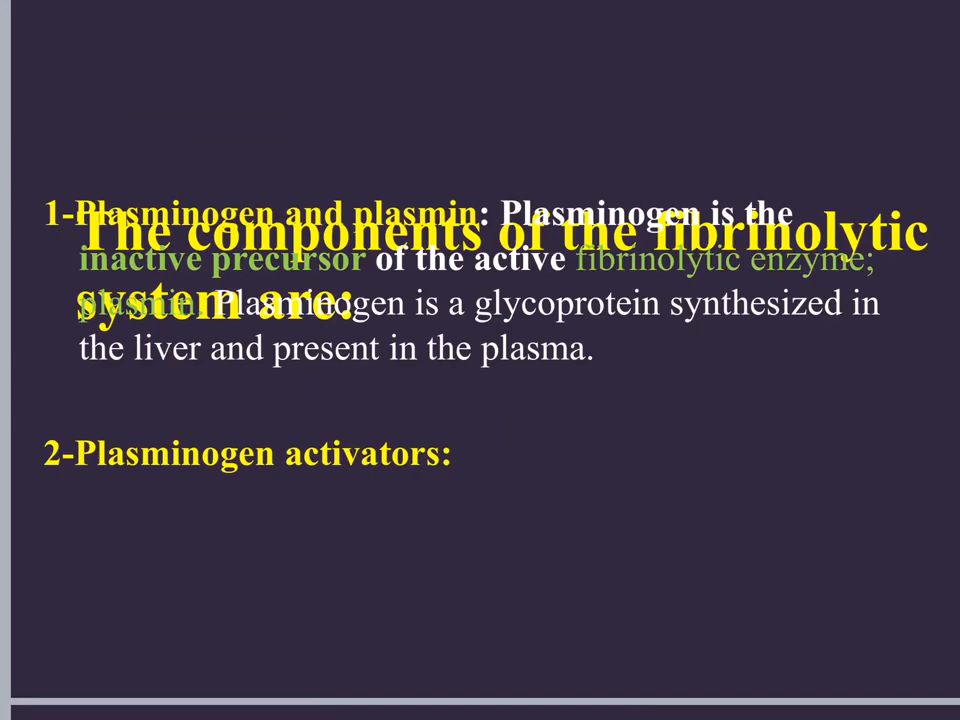 The components of the fibrinolytic
system are:
1-Plasminogen and plasmin: Plasminogen is the
inactive precursor of the active fibrinolytic enzyme;
plasmin. Plasminogen is a glycoprotein synthesized in
the liver and present in the plasma.
2-Plasminogen activators: